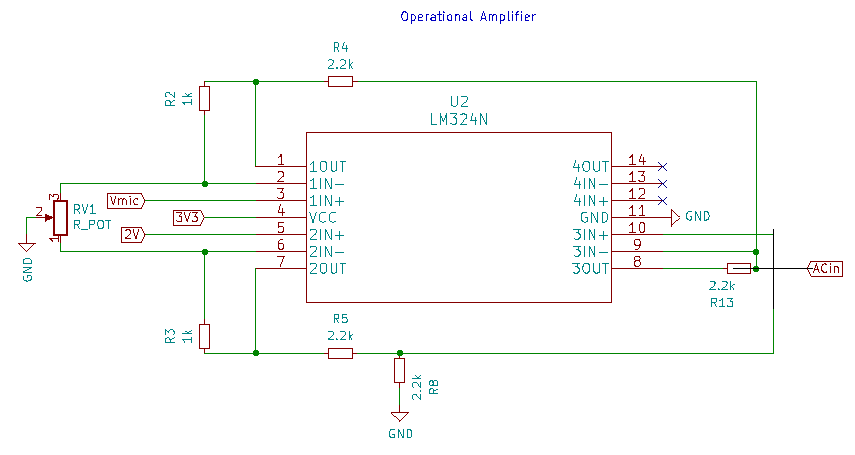 Operational Amplifier
R4
2.2k
R2
1k
U2
LM324N
1 1OUT 4OUT 14
2 1IN- 4IN- 13
3 1IN+ 4IN+ 12
4 VCC GND 11
5 2IN+ 3IN+ 10
6 2IN- 3IN- 9
7 2OUT 3OUT 8
Vmic
3V3
2V
GND
3
2
1
RV1
R_POT
GND
ACin
2.2k
R13
R3
1k
R5
2.2k
2.2k
R8
GND